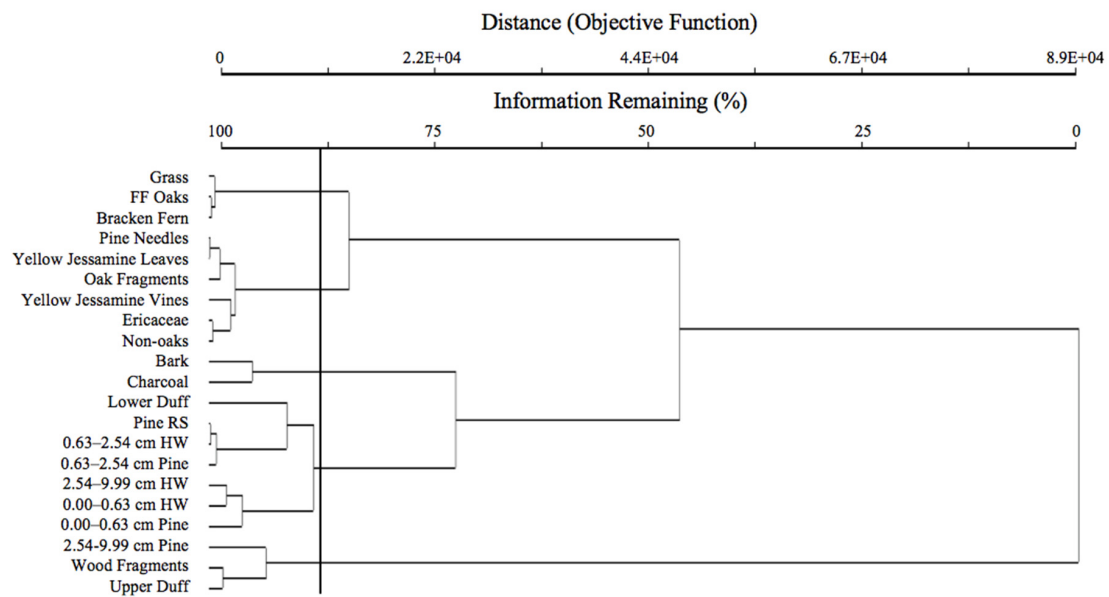 Distance (Objective Function)
0 2.2E+04 4.4E+04 6.7E+04 8.9E+04
Information Remaining (%)
100 75 50 25 0
Grass
FF Oaks
Bracken Fern
Pine Needles
Yellow Jessamine Leaves
Oak Fragments
Yellow Jessamine Vines
Ericaceae
Non-oaks
Bark
Charcoal
Lower Duff
Pine RS
0.63–2.54 cm HW
0.63–2.54 cm Pine
2.54–9.99 cm HW
0.00–0.63 cm HW
0.00–0.63 cm Pine
2.54-9.99 cm Pine
Wood Fragments
Upper Duff